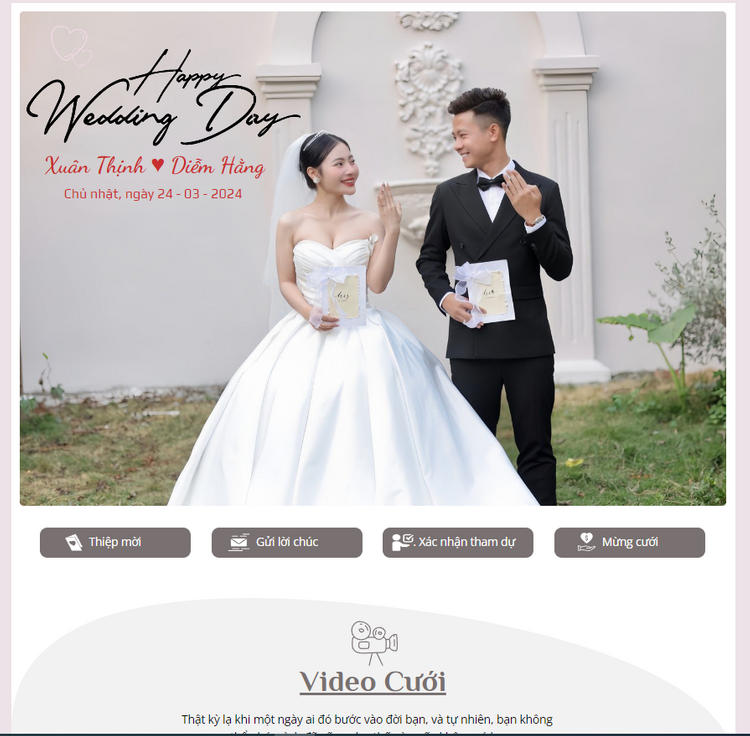 Happy
Wedding Day
Xuân Thịnh ♥ Diễm Hằng
Chủ nhật, ngày 24 - 03 - 2024
Thiệp mời
Gửi lời chúc
. Xác nhận tham dự
Mừng cưới
Video Cưới
Thật kỳ lạ khi một ngày ai đó bước vào đời bạn, và tự nhiên, bạn không